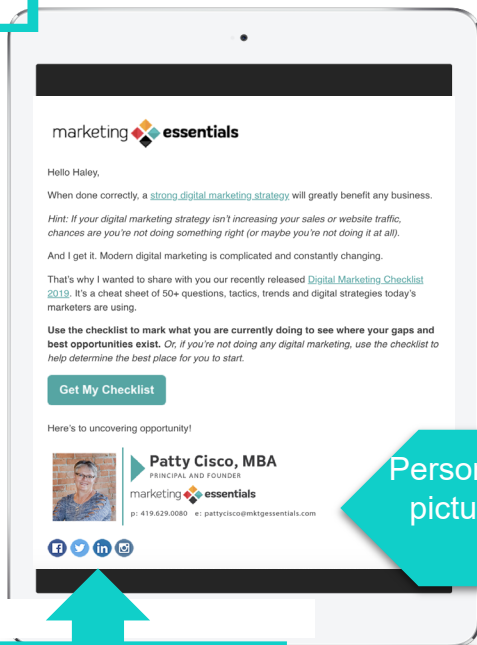 marketing essentials
Hello Haley,
When done correctly, a strong digital marketing strategy will greatly benefit any business.
Hint: If your digital marketing strategy isn't increasing your sales or website traffic,
chances are you're not doing something right (or maybe you're not doing it at all).
And I get it. Modern digital marketing is complicated and constantly changing.
That's why I wanted to share with you our recently released Digital Marketing Checklist
2019. It's a cheat sheet of 50+ questions, tactics, trends and digital strategies today's
marketers are using.
Use the checklist to mark what you are currently doing to see where your gaps and
best opportunities exist. Or, if you're not doing any digital marketing, use the checklist to
help determine the best place for you to start.
Get My Checklist
Here's to uncovering opportunity!
Patty Cisco, MBA
PRINCIPAL AND FOUNDER
marketing essentials
p: 419.629.0080 e: pattycisco@mktgessentials.com